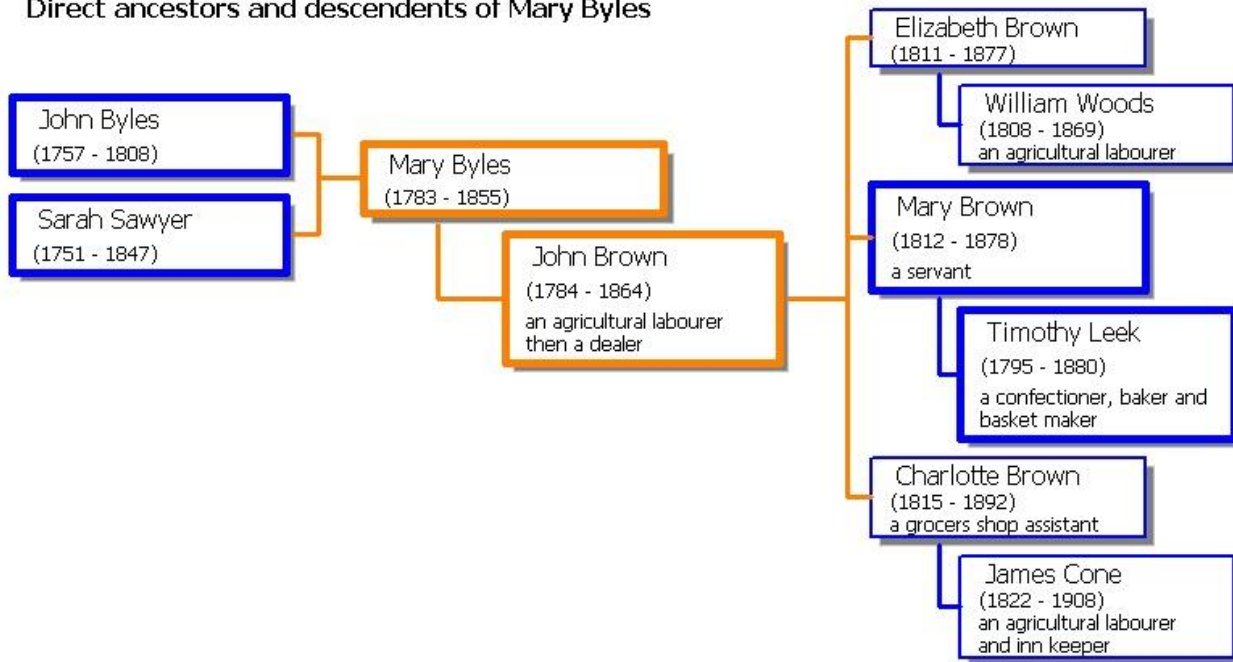 Direct ancestors and descendents of Mary Byles
John Byles
(1757 - 1808)
Sarah Sawyer
(1751 - 1847)
Mary Byles
(1783 - 1855)
John Brown
(1784 - 1864)
an agricultural labourer
then a dealer
Elizabeth Brown
(1811 - 1877)
William Woods
(1808 - 1869)
an agricultural labourer
Mary Brown
(1812 - 1878)
a servant
Timothy Leek
(1795 - 1880)
a confectioner, baker and
basket maker
Charlotte Brown
(1815 - 1892)
a grocers shop assistant
James Cone
(1822 - 1908)
an agricultural labourer
and inn keeper